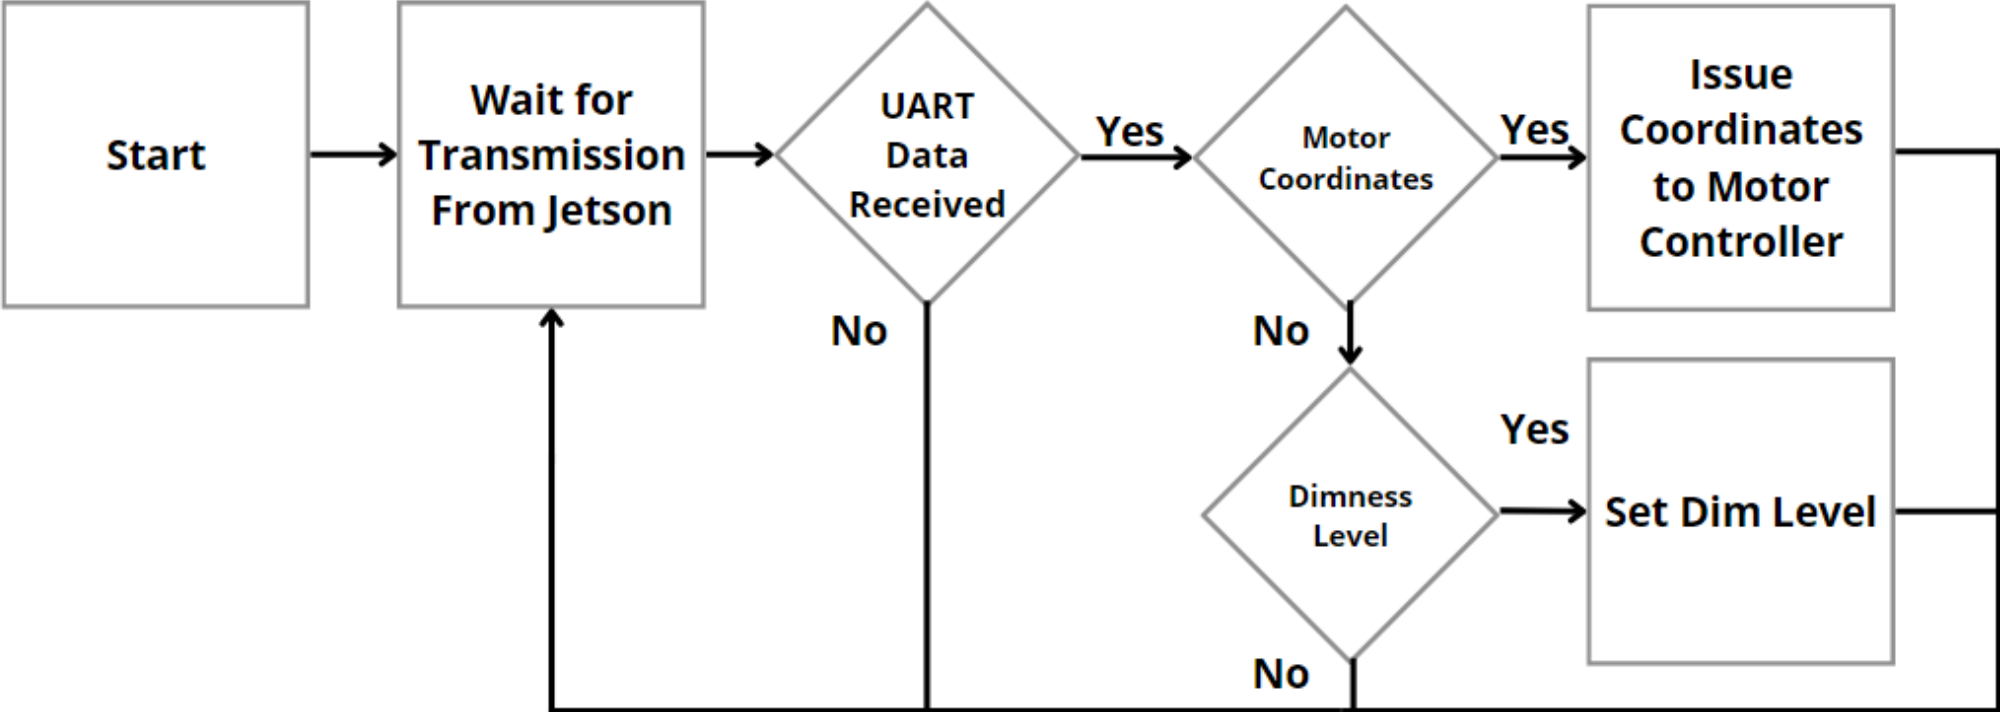 Start
Wait for
Transmission
From Jetson
UART
Data
Received
Yes
No
Motor
Coordinates
Yes
No
Issue
Coordinates
to Motor
Controller
Dimness
Level
Yes
No
Set Dim Level